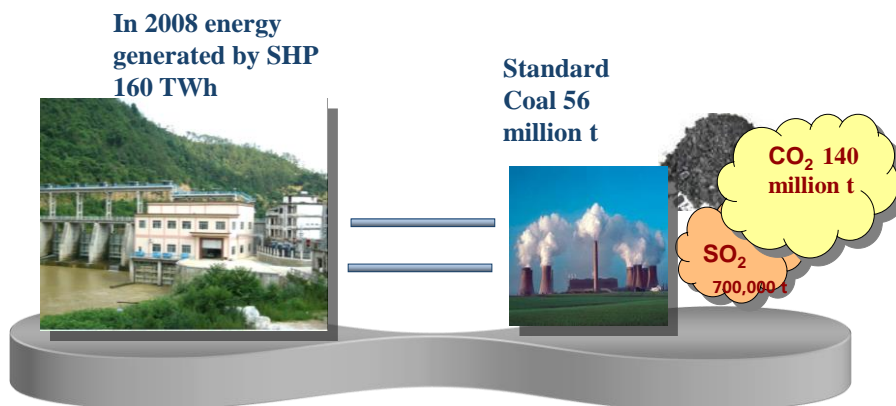 In 2008 energy
generated by SHP
160 TWh
Standard
Coal 56
million t
CO₂ 140
million t
SO₂
700,000 t